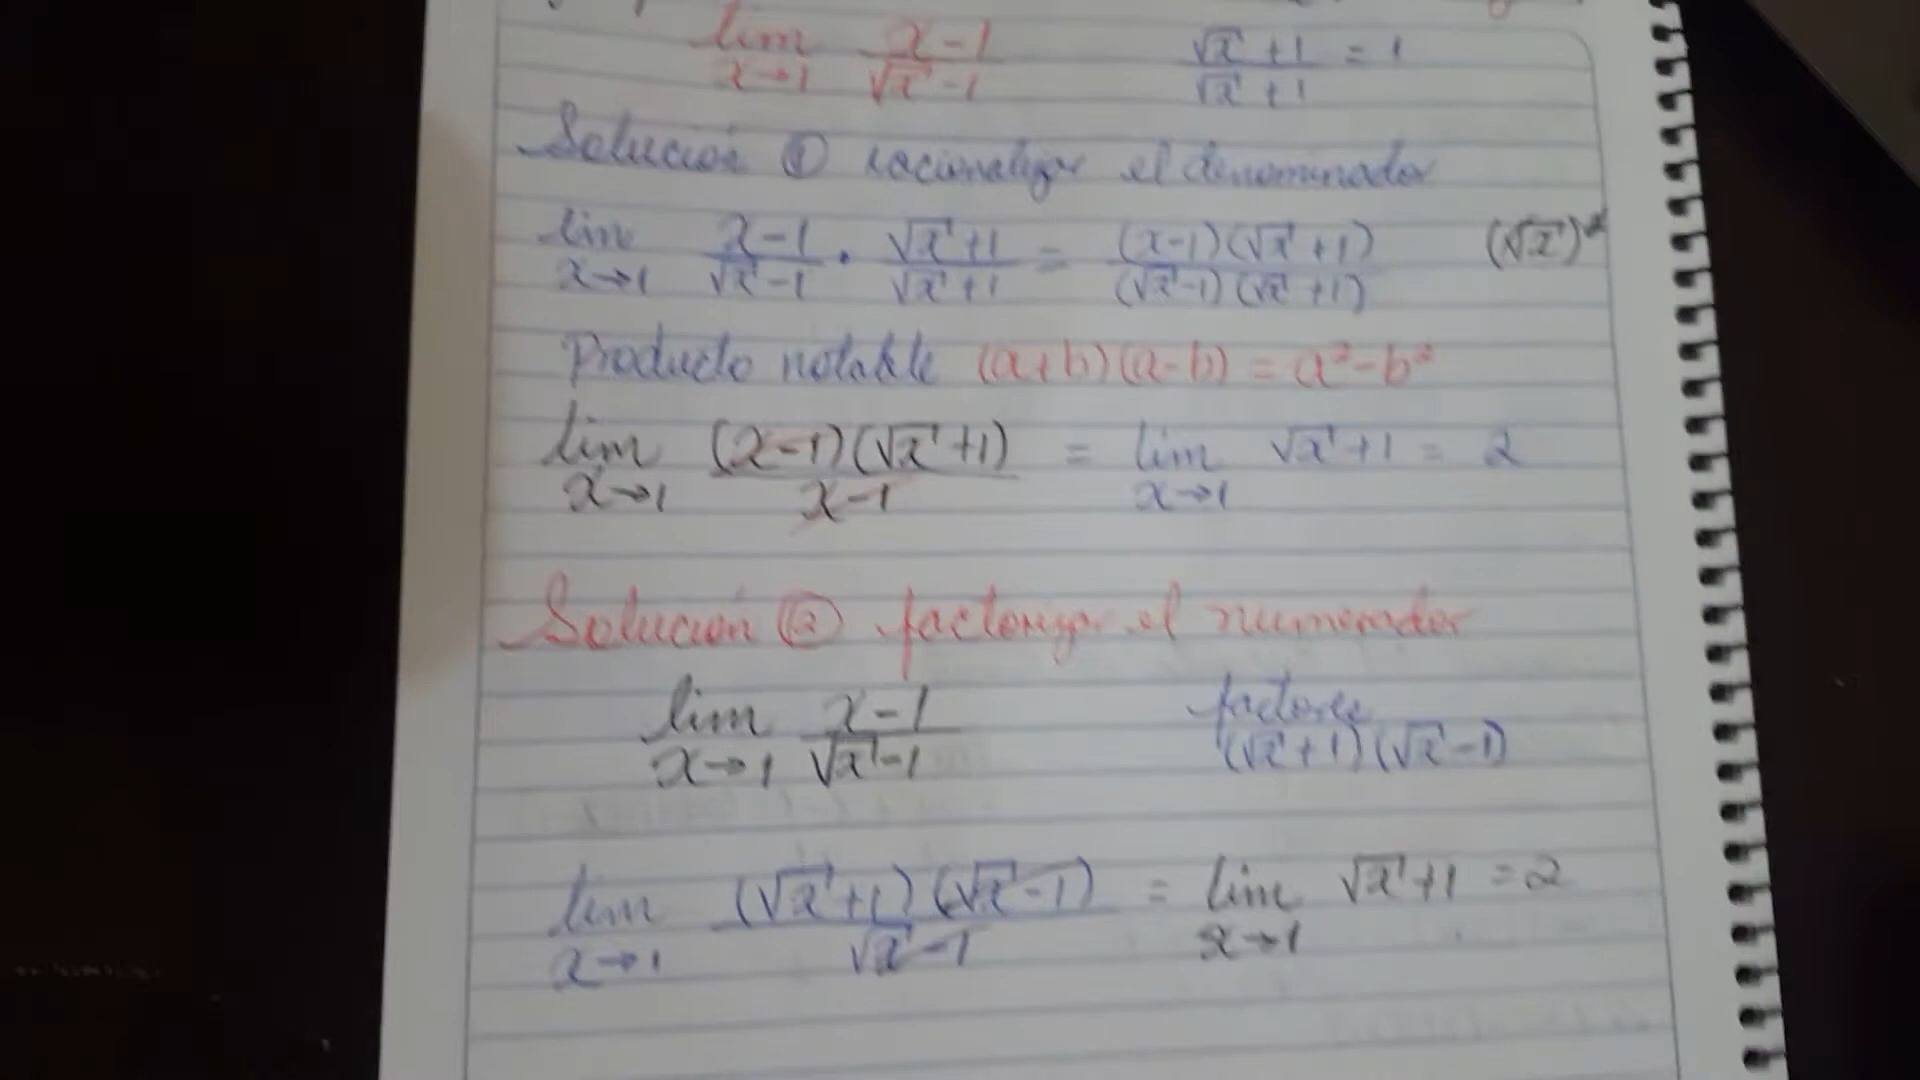 lim x→1 x-1/√x-1 √x+1/√x+1 = 1
Solución ① racionalizar el denominador
lim x→1 x-1/√x-1 · √x+1/√x+1 = (x-1)(√x+1)/(√x-1)(√x+1) (√x)²
Producto notable (a+b)(a-b) = a²-b²
lim x→1 (x-1)(√x+1)/x-1 = lim x→1 √x+1 = 2
Solución ② factorizar el numerador
lim x→1 x-1/√x-1
factores
(√x+1)(√x-1)
lim x→1 (√x+1)(√x-1)/√x-1 = lim x→1 √x+1 = 2